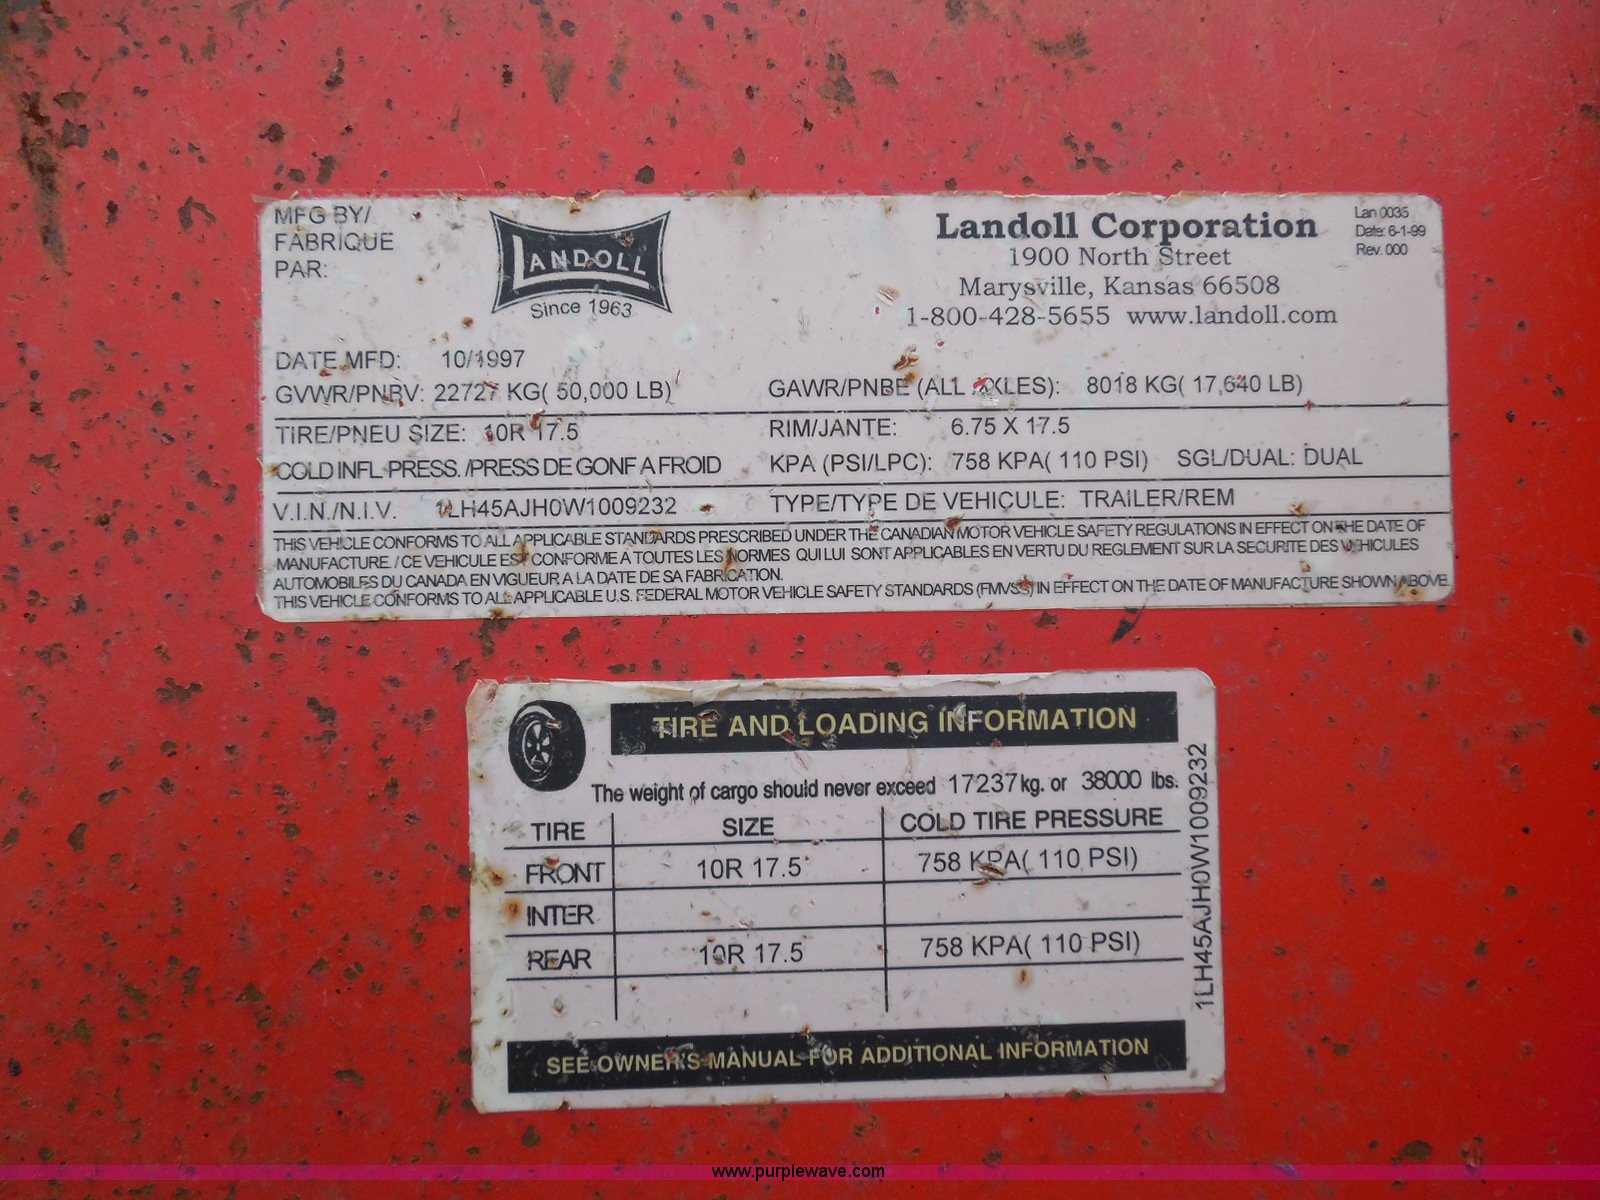 MFG BY/
FABRIQUE
PAR:
LANDOLL
Since 1963
Landoll Corporation
1900 North Street
Marysville, Kansas 66508
1-800-428-5655 www.landoll.com
Lan 0035
Date: 6-1-99
Rev. 000
DATE MFD: 10/1997
GVWR/PNBV: 22727 KG( 50,000 LB) GAWR/PNBE (ALL AXLES): 8018 KG( 17,640 LB)
TIRE/PNEU SIZE: 10R 17.5 RIM/JANTE: 6.75 X 17.5
COLD INFL PRESS. /PRESS DE GONF A FROID KPA (PSI/LPC): 758 KPA( 110 PSI) SGL/DUAL: DUAL
V.I.N./N.I.V. 1LH45AJH0W1009232 TYPE/TYPE DE VEHICULE: TRAILER/REM
THIS VEHICLE CONFORMS TO ALL APPLICABLE STANDARDS PRESCRIBED UNDER THE CANADIAN MOTOR VEHICLE SAFETY REGULATIONS IN EFFECT ON THE DATE OF
MANUFACTURE. / CE VEHICULE EST CONFORME A TOUTES LES NORMES QUI LUI SONT APPLICABLES EN VERTU DU REGLEMENT SUR LA SECURITE DES VEHICULES
AUTOMOBILES DU CANADA EN VIGUEUR A LA DATE DE SA FABRICATION.
THIS VEHICLE CONFORMS TO ALL APPLICABLE U.S. FEDERAL MOTOR VEHICLE SAFETY STANDARDS (FMVSS) IN EFFECT ON THE DATE OF MANUFACTURE SHOWN ABOVE.
TIRE AND LOADING INFORMATION
The weight of cargo should never exceed 17237 kg. or 38000 lbs.
TIRE SIZE COLD TIRE PRESSURE
FRONT 10R 17.5 758 KPA( 110 PSI)
INTER
REAR 10R 17.5 758 KPA( 110 PSI)
SEE OWNER'S MANUAL FOR ADDITIONAL INFORMATION
1LH45AJH0W1009232
www.purplewave.com